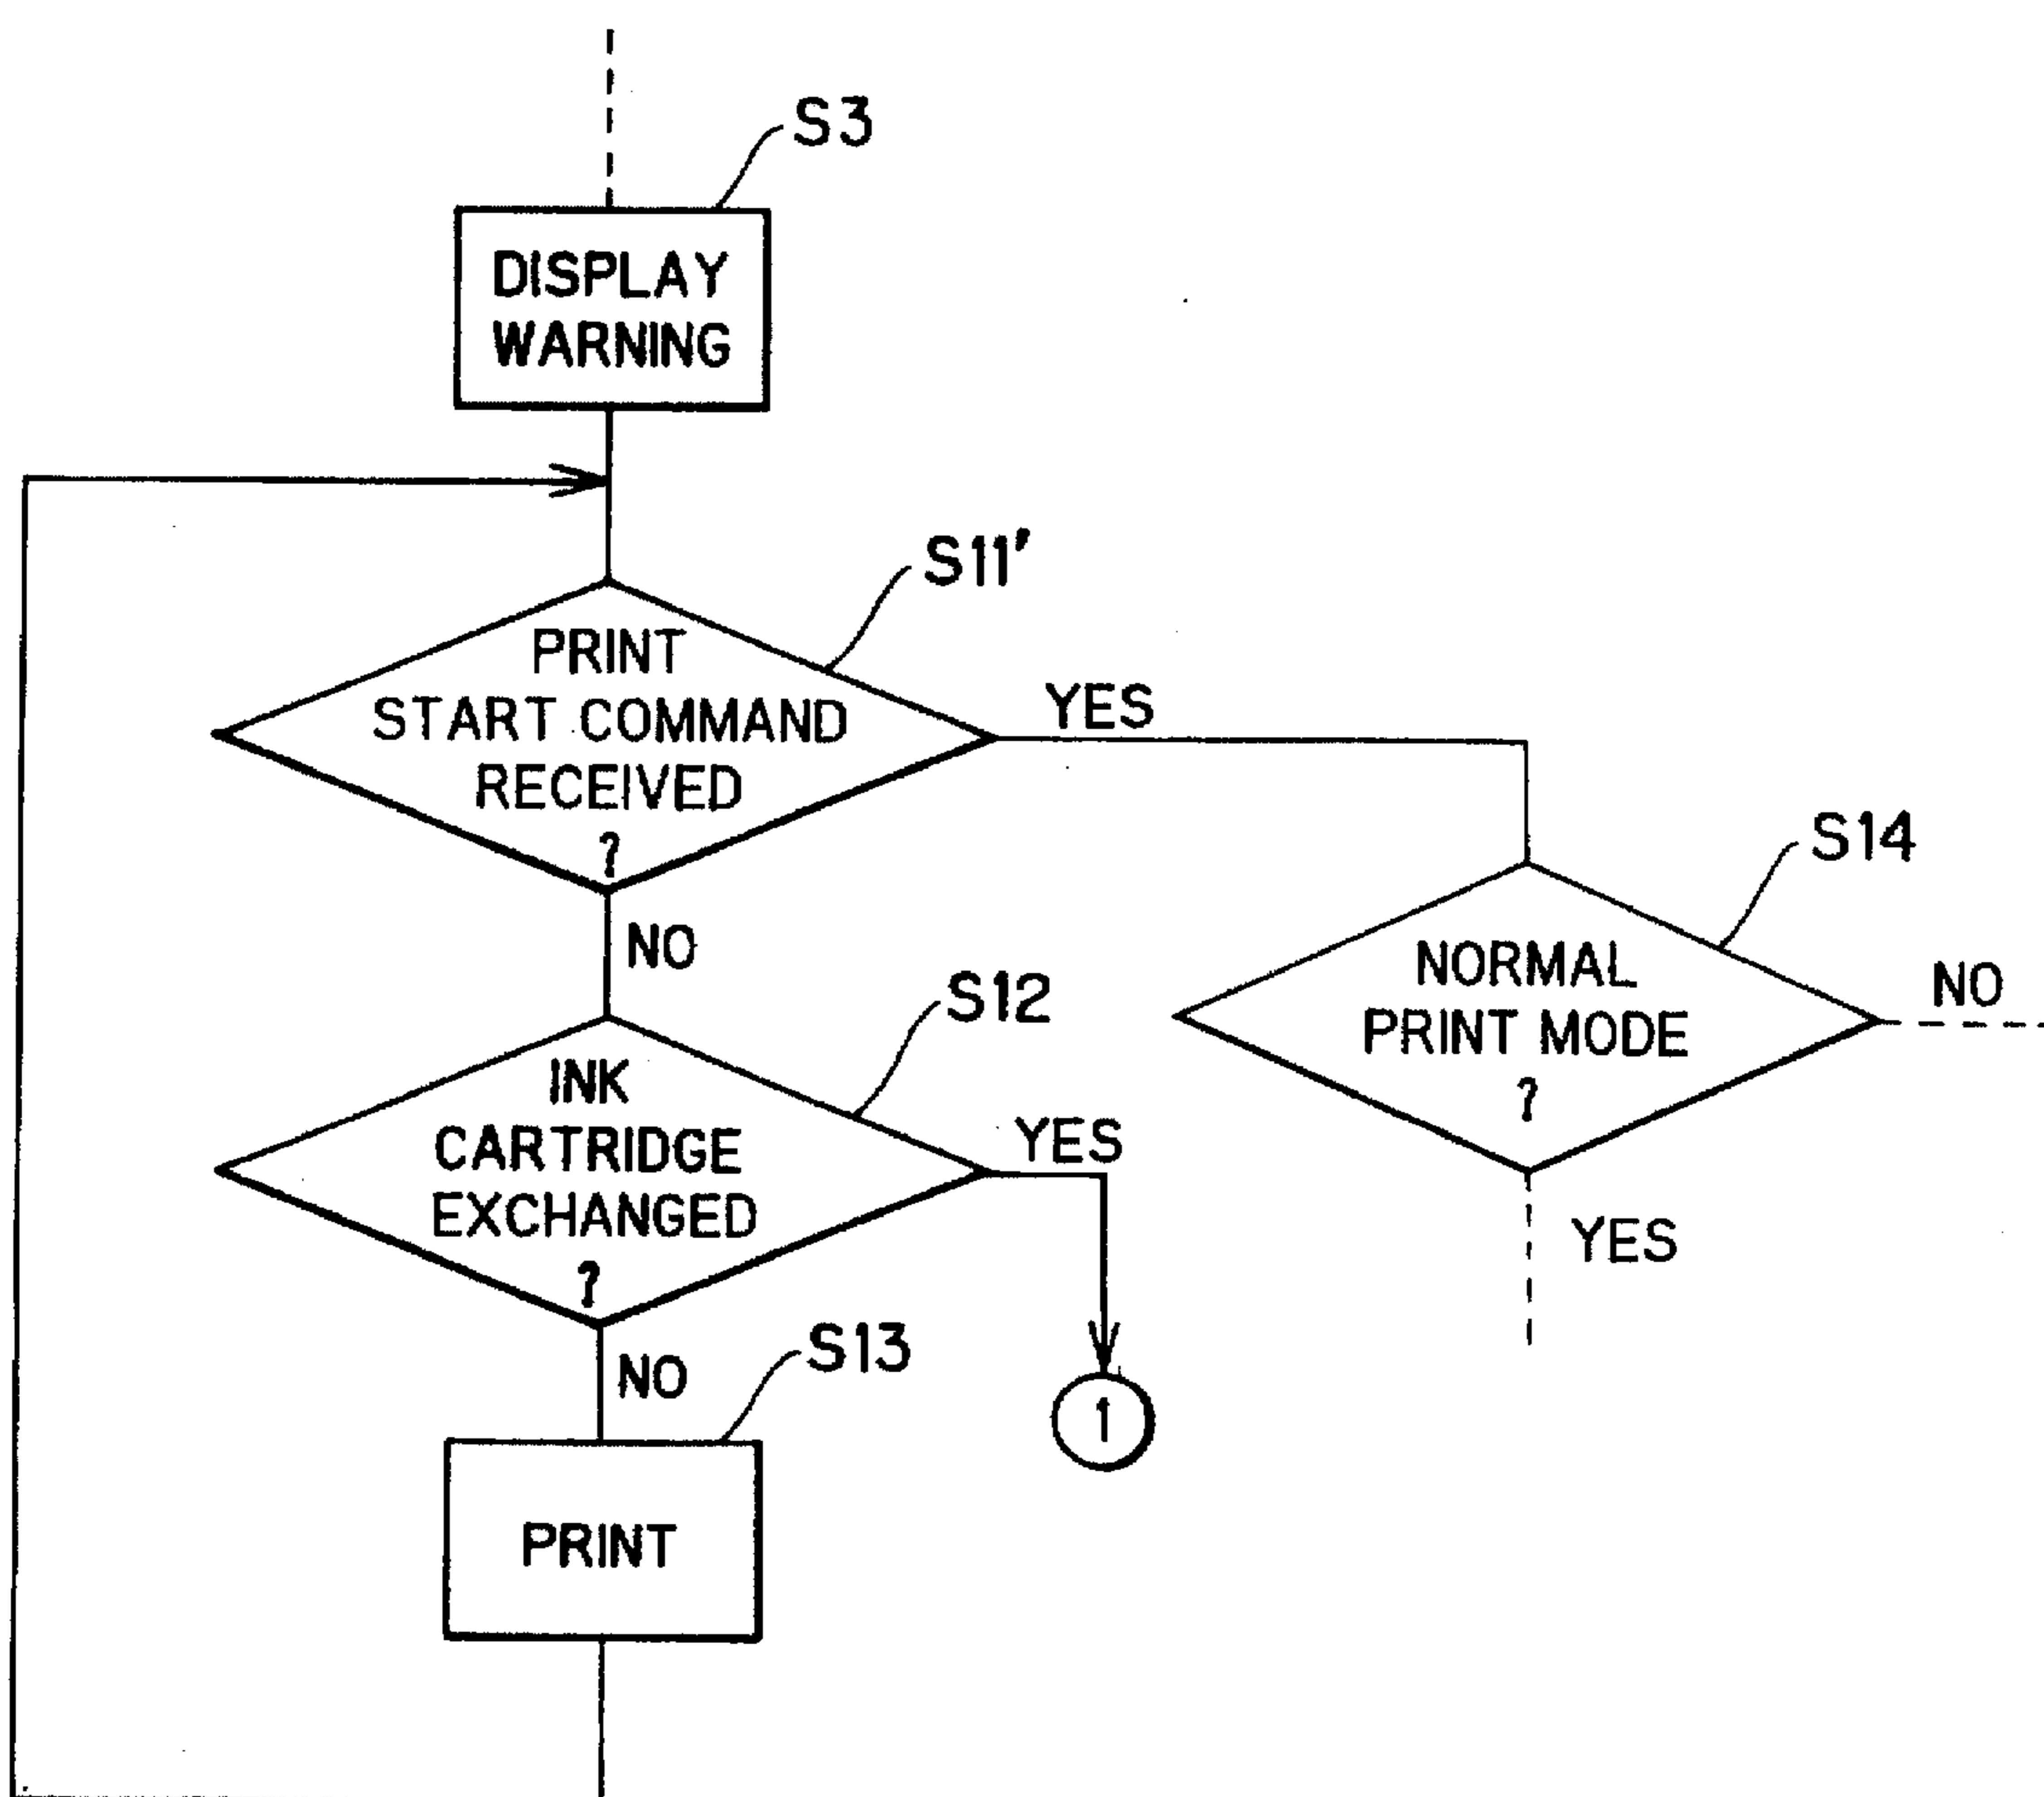 S3
DISPLAY
WARNING
S11'
PRINT
START COMMAND
RECEIVED
?
YES
NO
S14
NORMAL
PRINT MODE
?
NO
YES
S12
INK
CARTRIDGE
EXCHANGED
?
YES
1
NO
S13
PRINT